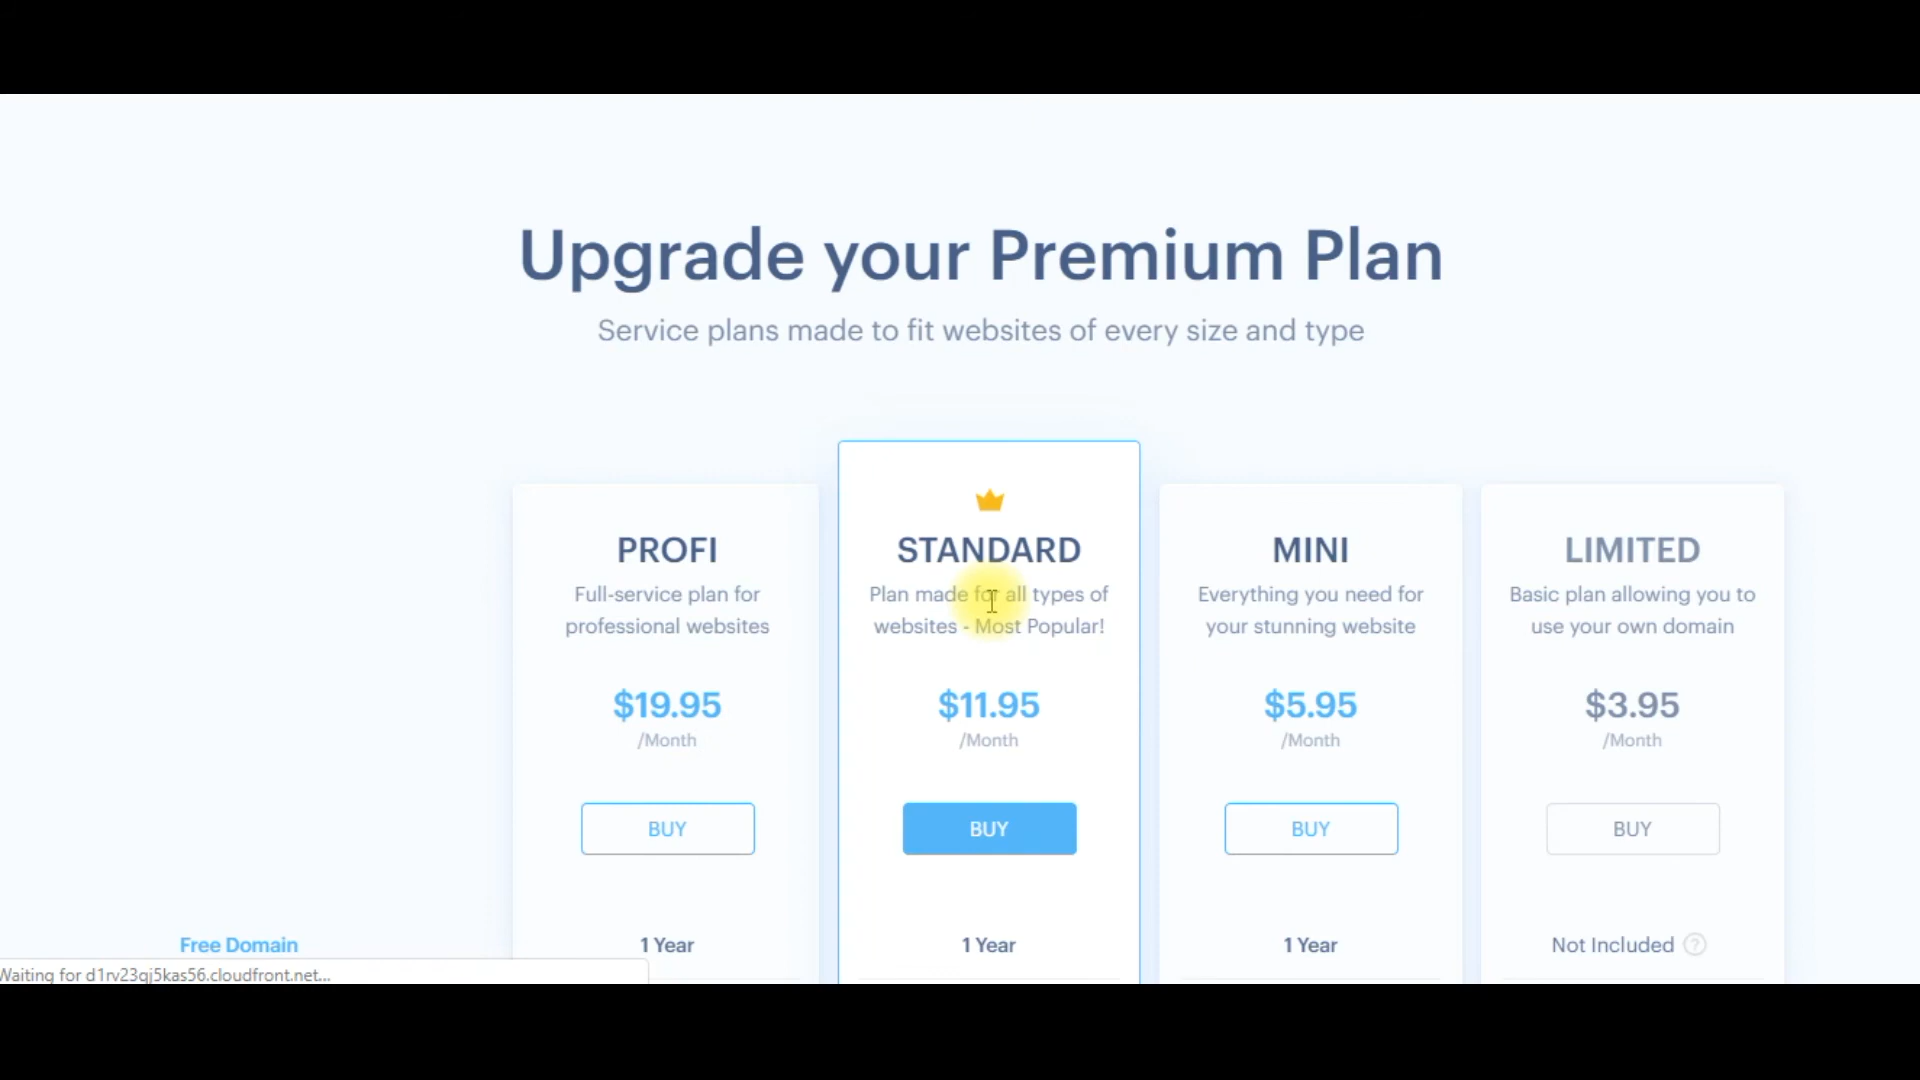 Upgrade your Premium Plan
Service plans made to fit websites of every size and type
PROFI
Full-service plan for
professional websites
$19.95
/Month
BUY
STANDARD
Plan made for all types of
websites - Most Popular!
$11.95
/Month
BUY
MINI
Everything you need for
your stunning website
$5.95
/Month
BUY
LIMITED
Basic plan allowing you to
use your own domain
$3.95
/Month
BUY
Free Domain
1 Year
1 Year
1 Year
Not Included ?
Waiting for d1rv23qj5kas56.cloudfront.net...